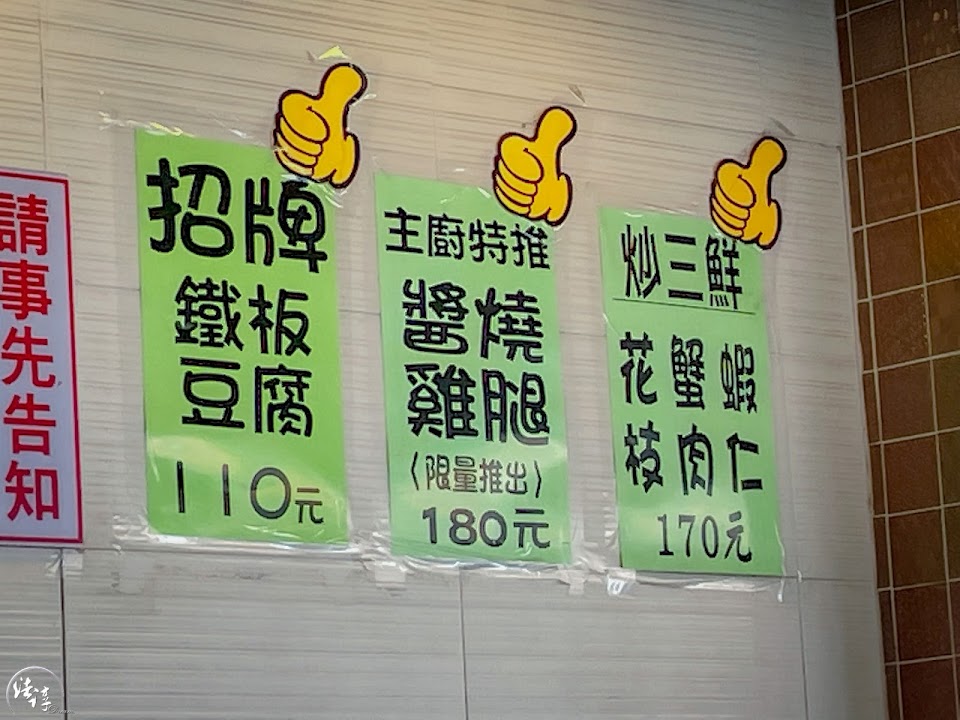 請事先告知
招牌
鐵板
豆腐
110元
主廚特推
醬燒
雞腿
〈限量推出〉
180元
炒三鮮
花蟹蝦
枝肉仁
170元